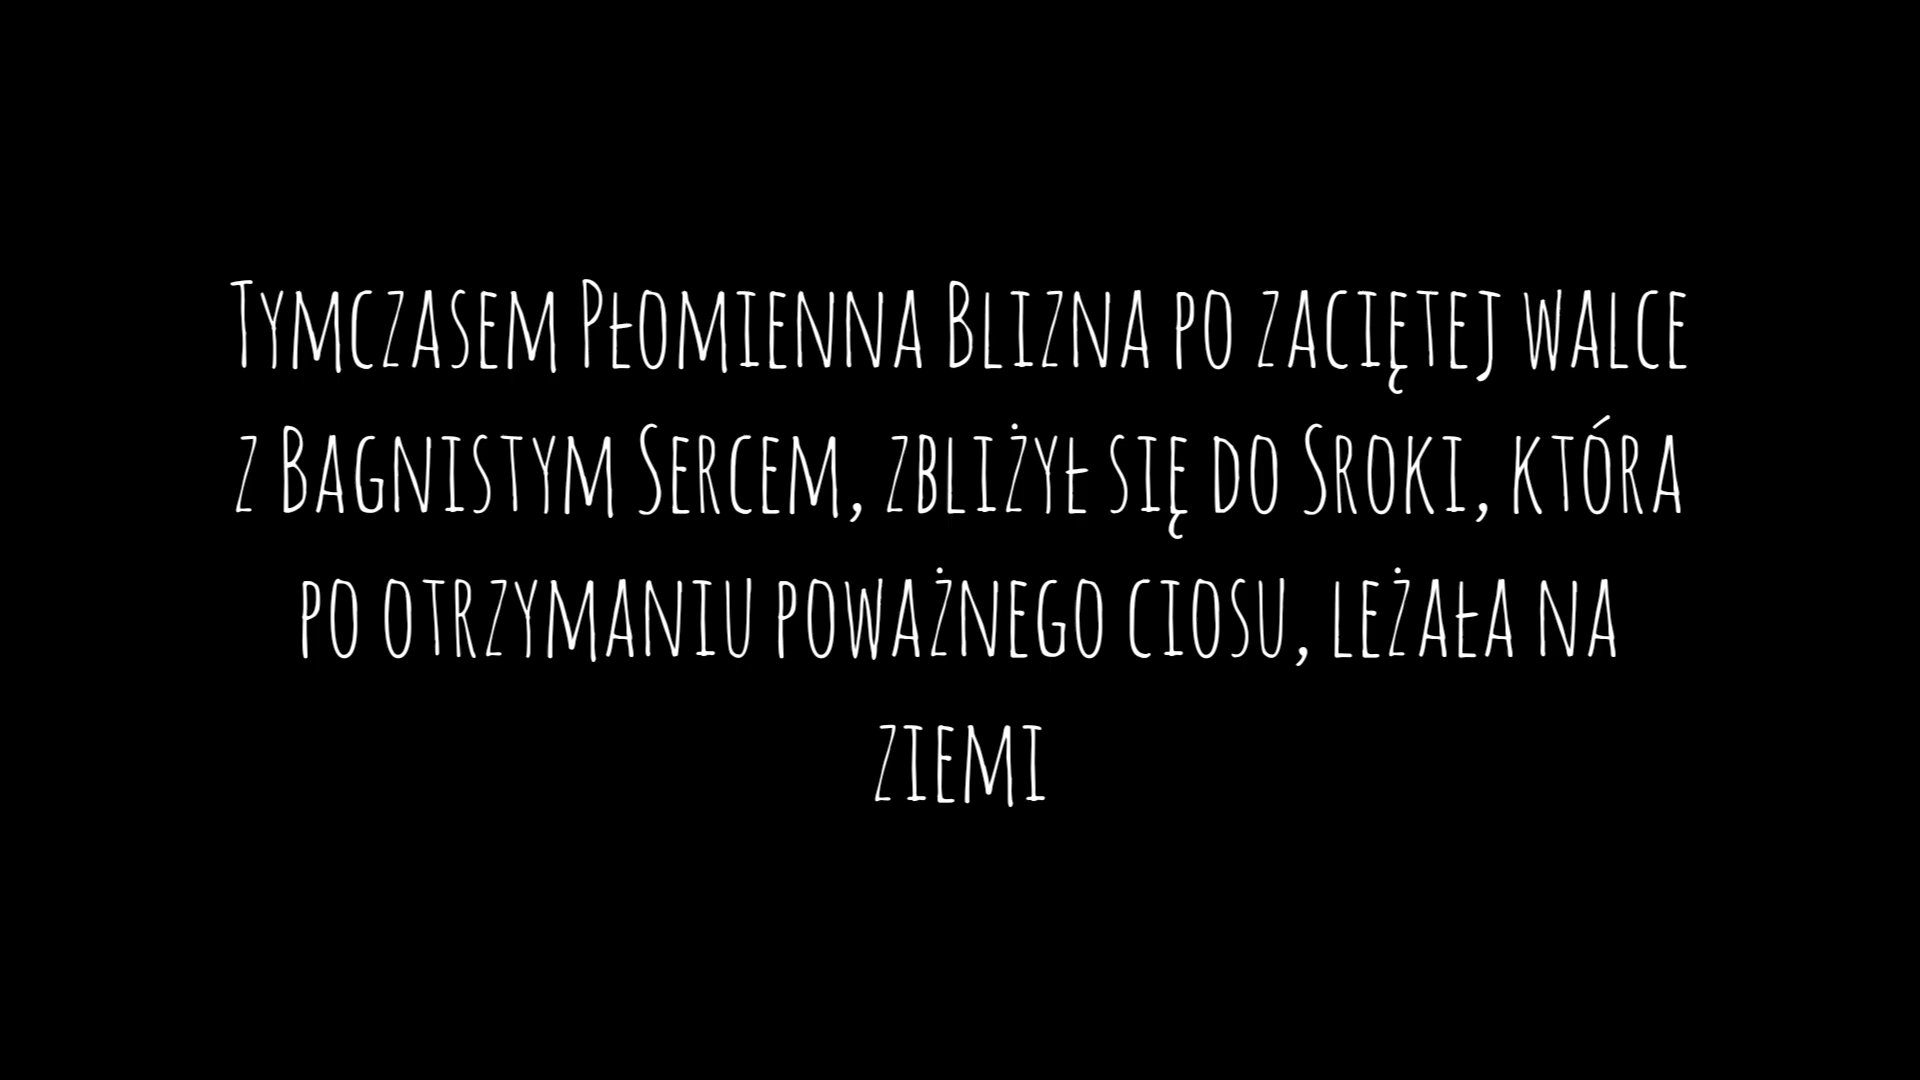 Tymczasem Płomienna Blizna po zaciętej walce
z Bagnistym Sercem, zbliżył się do Sroki, która
po otrzymaniu poważnego ciosu, leżała na
ziemi